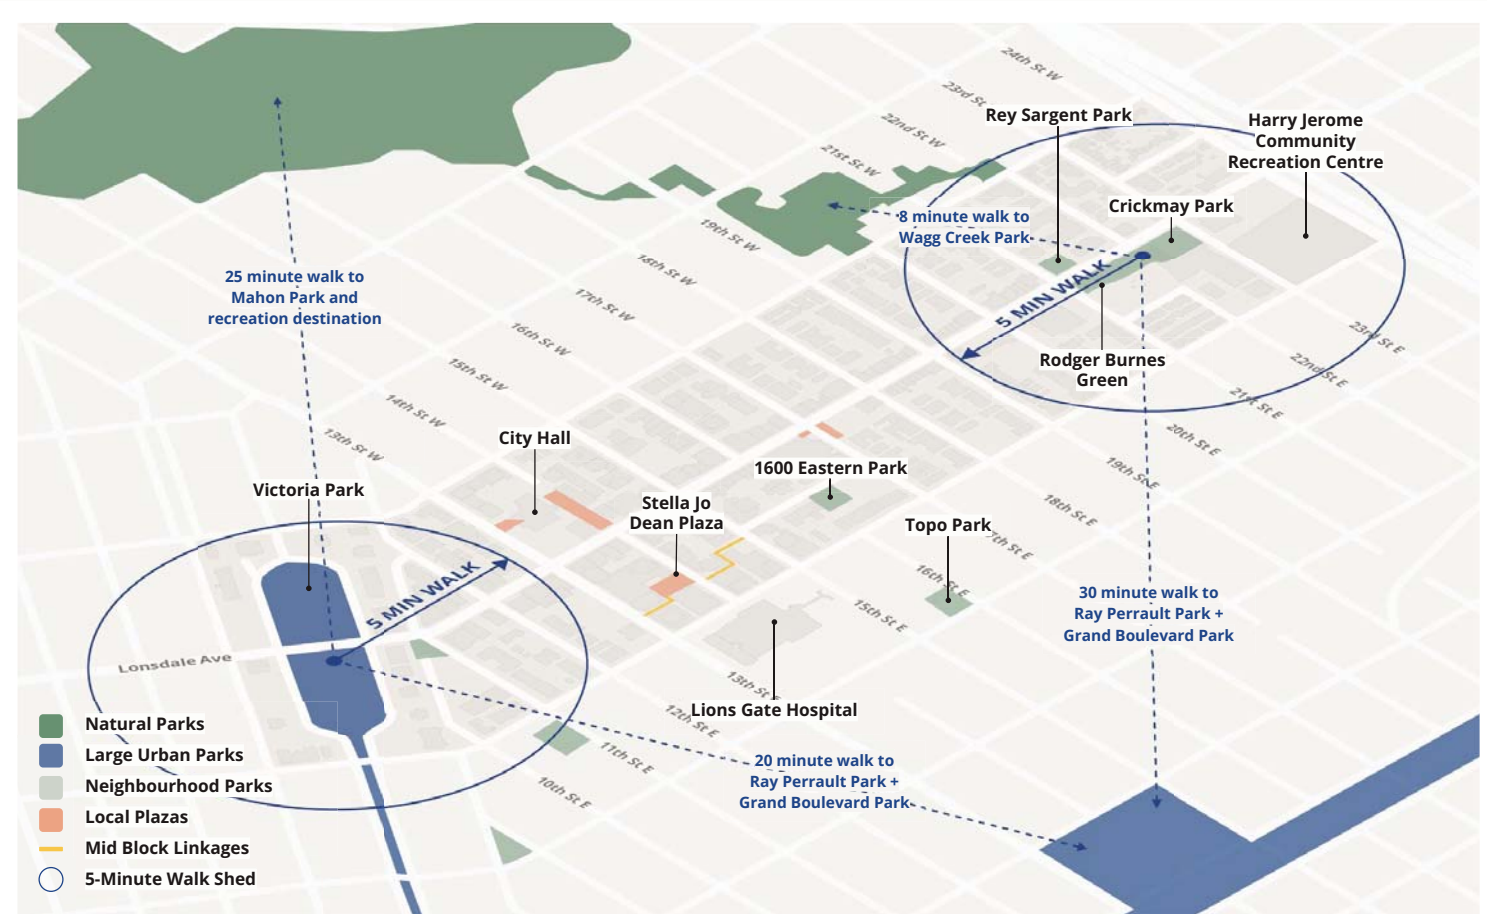 24th St W
23rd St
22nd St W
21st St W
19th St W
18th St W
17th St W
16th St W
15th St W
14th St W
13th St W
Rey Sargent Park
Harry Jerome
Community
Recreation Centre
Crickmay Park
8 minute walk to
Wagg Creek Park
5 MIN WALK
Rodger Burnes
Green
25 minute walk to
Mahon Park and
recreation destination
23rd St E
22nd St E
21st St E
20th St E
19th St E
18th St E
7th St E
16th St E
15th St E
13th St E
12th St E
11th St E
10th St E
City Hall
Victoria Park
1600 Eastern Park
Stella Jo
Dean Plaza
Topo Park
5 MIN WALK
Lonsdale Ave
Lions Gate Hospital
30 minute walk to
Ray Perrault Park +
Grand Boulevard Park
20 minute walk to
Ray Perrault Park +
Grand Boulevard Park
Natural Parks
Large Urban Parks
Neighbourhood Parks
Local Plazas
Mid Block Linkages
5-Minute Walk Shed